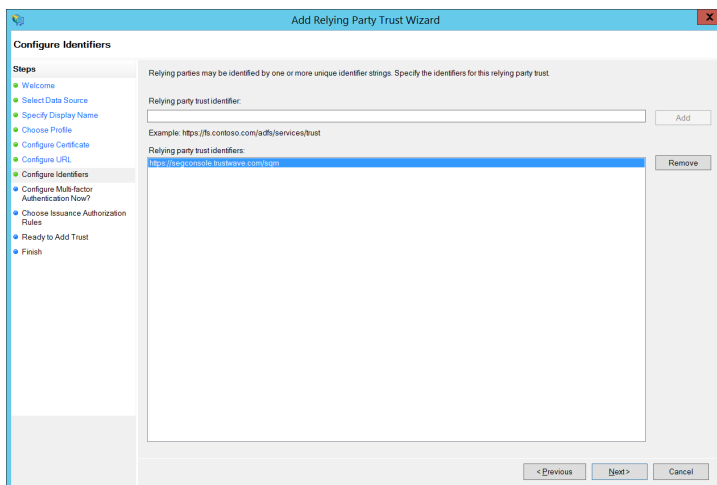 Add Relying Party Trust Wizard
X
Configure Identifiers
Steps
Welcome
Select Data Source
Specify Display Name
Choose Profile
Configure Certificate
Configure URL
Configure Identifiers
Configure Multi-factor
Authentication Now?
Choose Issuance Authorization
Rules
Ready to Add Trust
Finish
Relying parties may be identified by one or more unique identifier strings. Specify the identifiers for this relying party trust.
Relying party trust identifier:
Add
Example: https://fs.contoso.com/adfs/services/trust
Relying party trust identifiers:
https://segconsole.trustwave.com/sqm
Remove
< Previous
Next >
Cancel